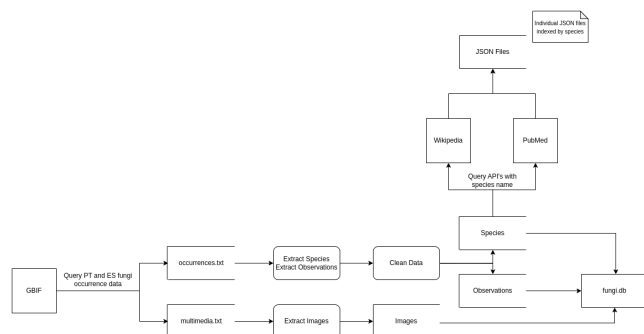 Individual JSON files
indexed by species
JSON Files
Wikipedia
PubMed
Query API's with
species name
Species
occurrences.txt
Extract Species
Extract Observations
Clean Data
Query PT and ES fungi
occurrence data
GBIF
Observations
fungi.db
multimedia.txt
Extract Images
Images